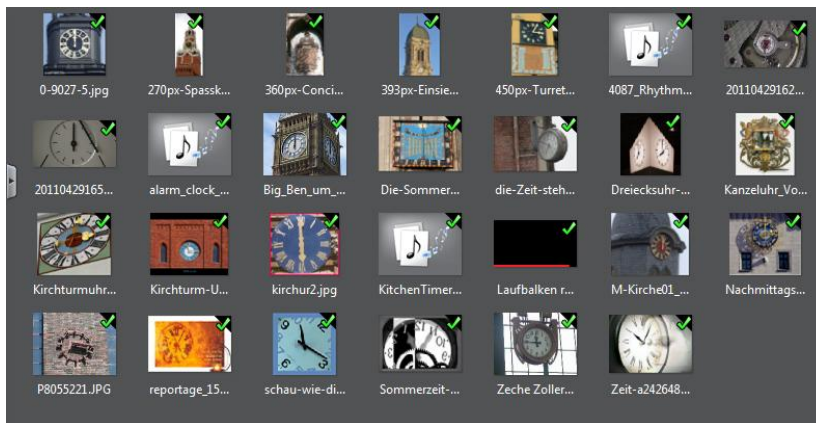 0-9027-5.jpg
270px-Spassk...
360px-Conci...
393px-Einsie...
450px-Turret...
4087_Rhythm...
20110429162...
20110429165...
alarm_clock_...
Big_Ben_um_...
Die-Sommer...
die-Zeit-steh...
Dreiecksuhr-...
Kanzeluhr_Vo...
Kirchturmuhr...
Kirchturm-U...
kirchur2.jpg
KitchenTimer...
Laufbalken r...
M-Kirche01_...
Nachmittags...
P8055221.JPG
reportage_15...
schau-wie-di...
Sommerzeit-...
Zeche Zoller...
Zeit-a242648...